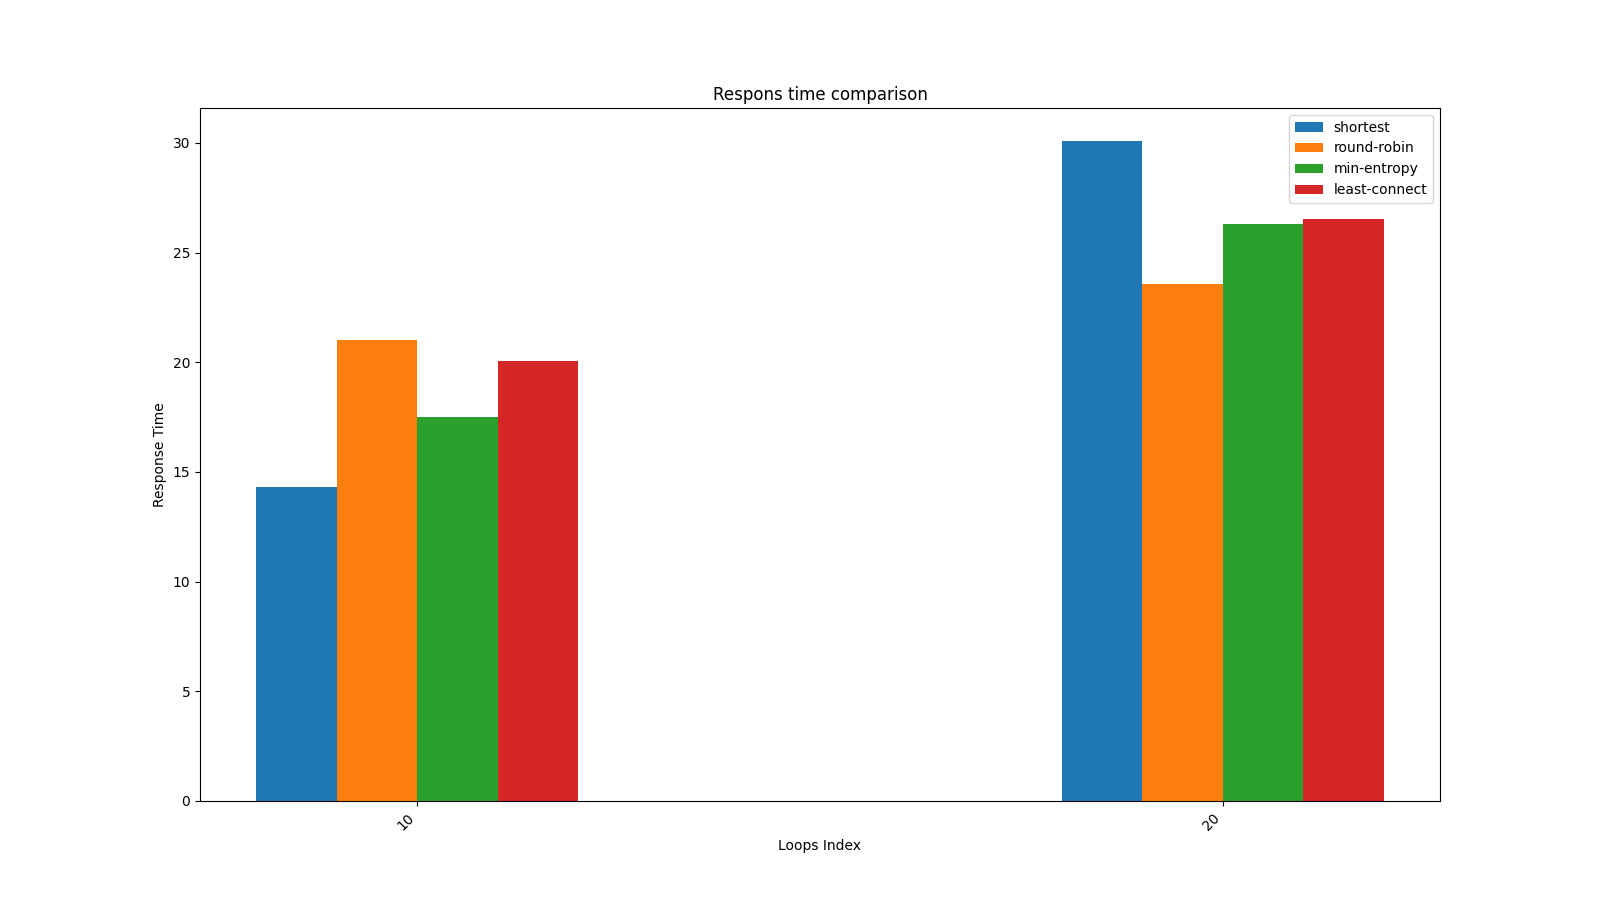 Respons time comparison
shortest
round-robin
min-entropy
least-connect
30
25
20
15
10
5
0
Response Time
10
20
Loops Index